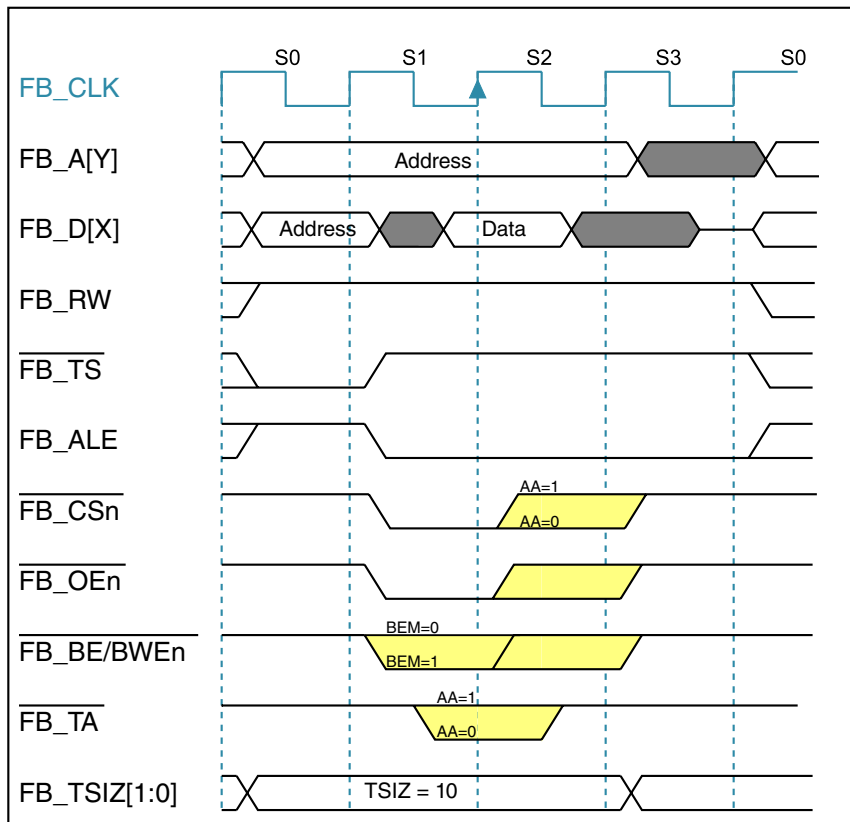 S0 S1 S2 S3 S0
FB_CLK
FB_A[Y] Address
FB_D[X] Address Data
FB_RW
FB_TS
FB_ALE
FB_CSn AA=1
AA=0
FB_OEn
FB_BE/BWEn BEM=0
BEM=1
FB_TA AA=1
AA=0
FB_TSIZ[1:0] TSIZ = 10